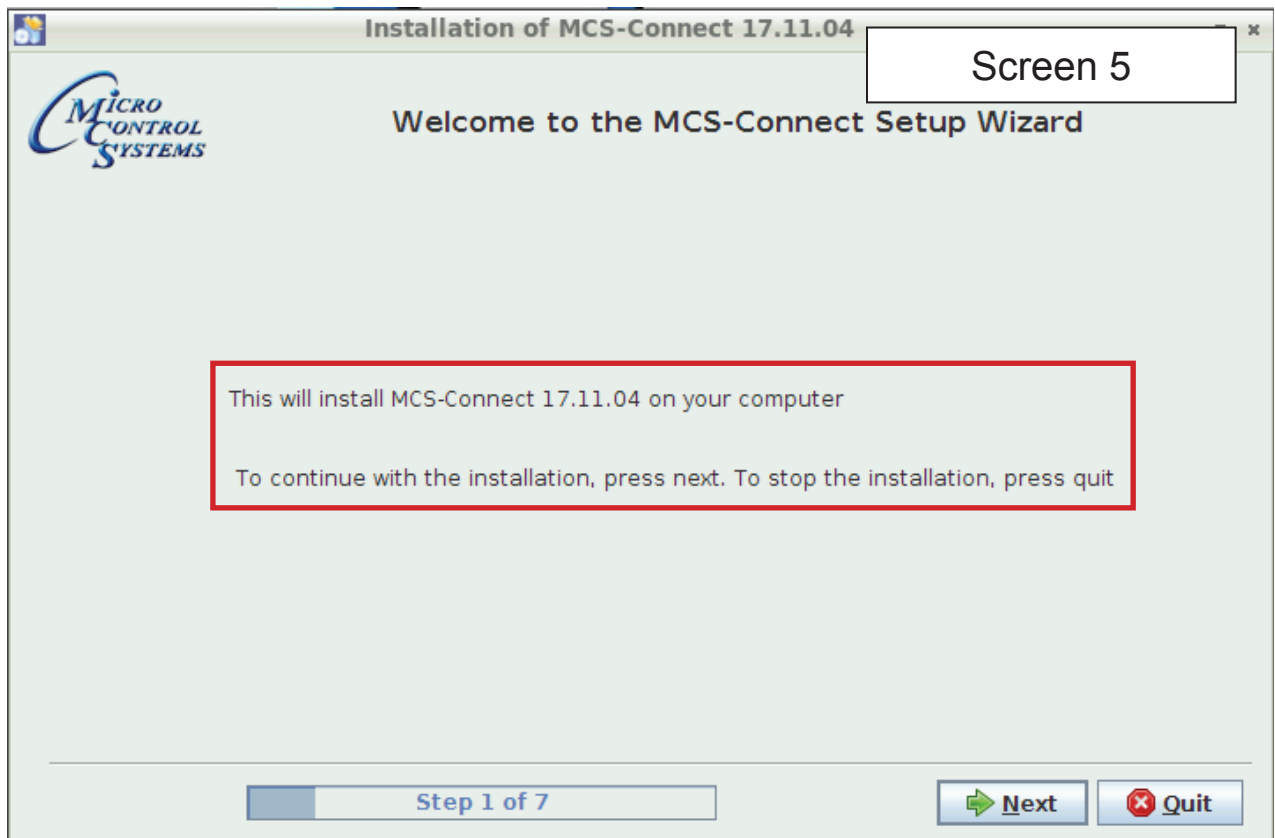 Installation of MCS-Connect 17.11.04
Screen 5
MICRO
CONTROL
SYSTEMS
Welcome to the MCS-Connect Setup Wizard
This will install MCS-Connect 17.11.04 on your computer
To continue with the installation, press next. To stop the installation, press quit
Step 1 of 7
Next
Quit